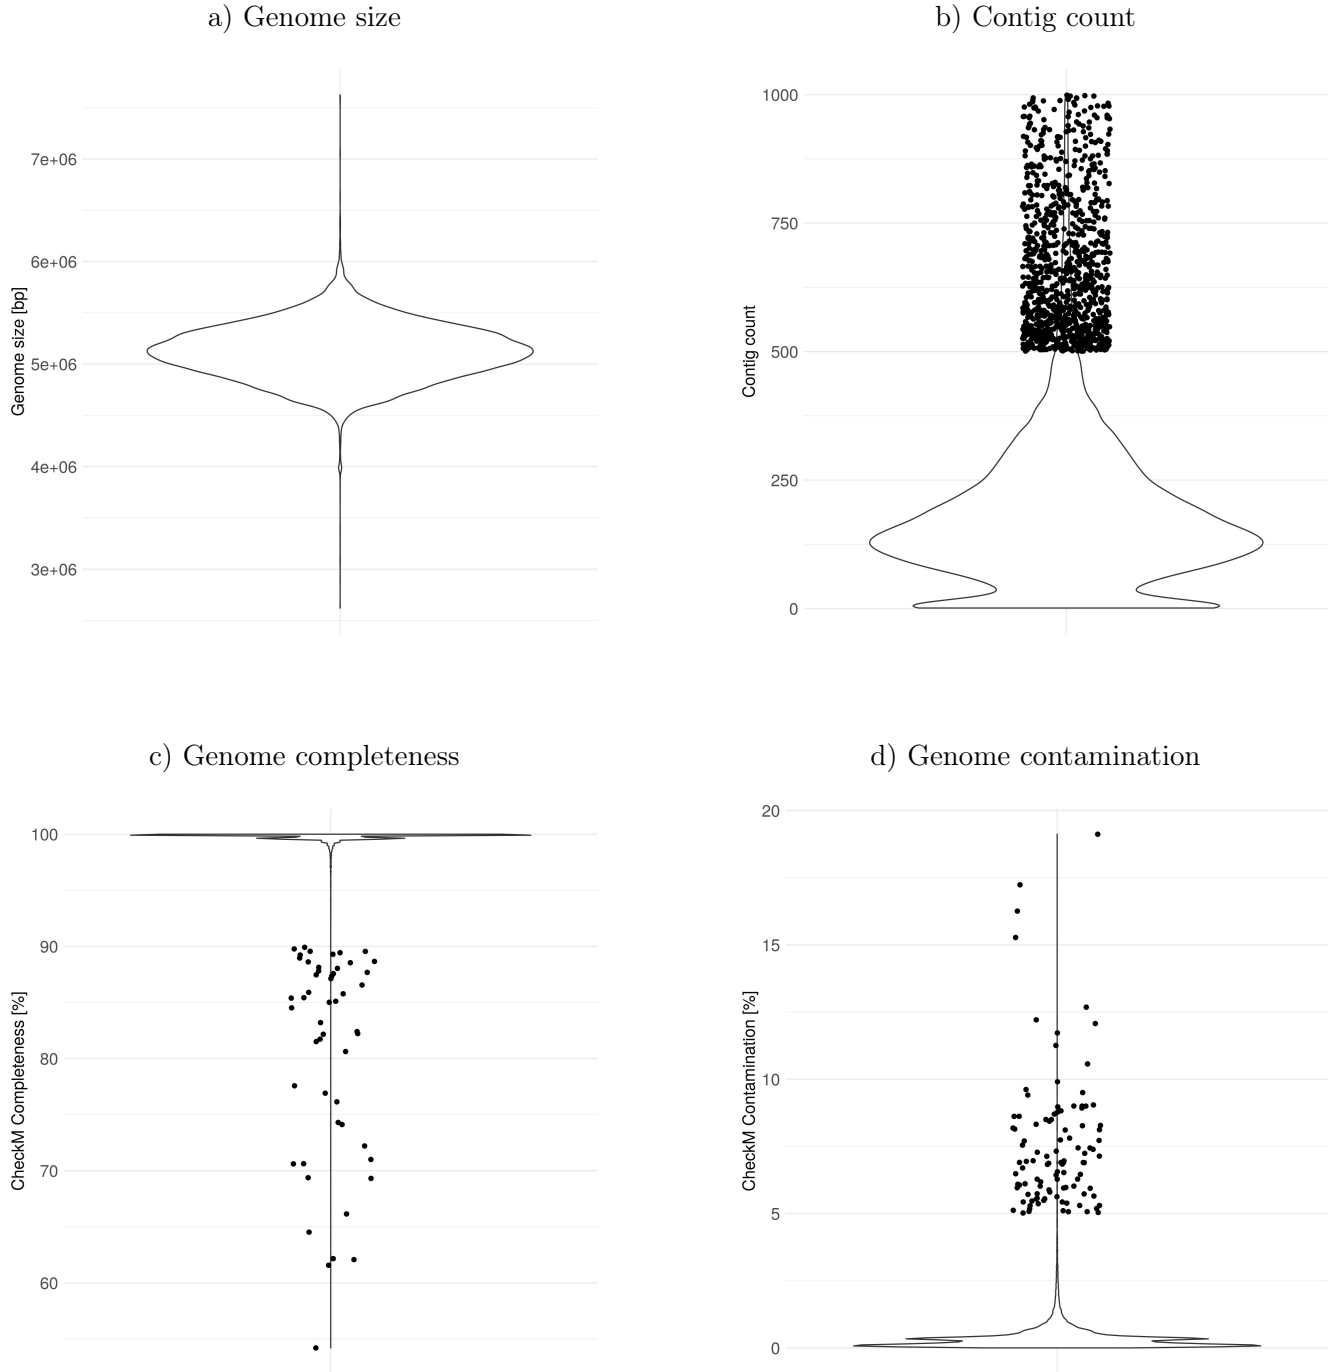 a) Genome size
b) Contig count
Genome size [bp]
7e+06
6e+06
5e+06
4e+06
3e+06
Contig count
1000
750
500
250
0
c) Genome completeness
d) Genome contamination
CheckM Completeness [%]
100
90
80
70
60
CheckM Contamination [%]
20
15
10
5
0